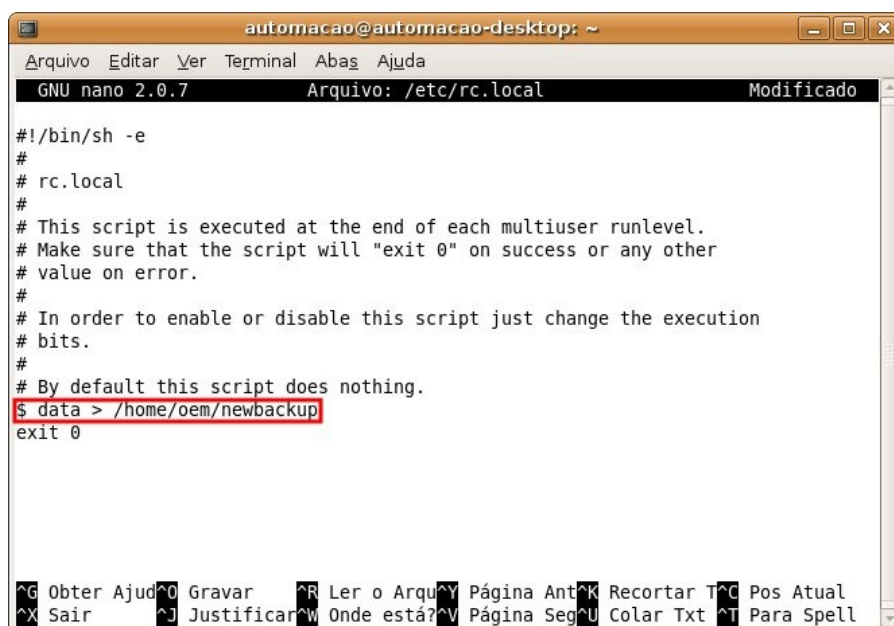 automacao@automacao-desktop: ~
Arquivo Editar Ver Terminal Abas Ajuda
GNU nano 2.0.7 Arquivo: /etc/rc.local Modificado
#!/bin/sh -e
#
# rc.local
#
# This script is executed at the end of each multiuser runlevel.
# Make sure that the script will "exit 0" on success or any other
# value on error.
#
# In order to enable or disable this script just change the execution
# bits.
#
# By default this script does nothing.
$ data > /home/oem/newbackup
exit 0
^G Obter Ajud^O Gravar ^R Ler o Arqu^Y Página Ant^K Recortar T^C Pos Atual
^X Sair ^J Justificar^W Onde está?^V Página Seg^U Colar Txt ^T Para Spell